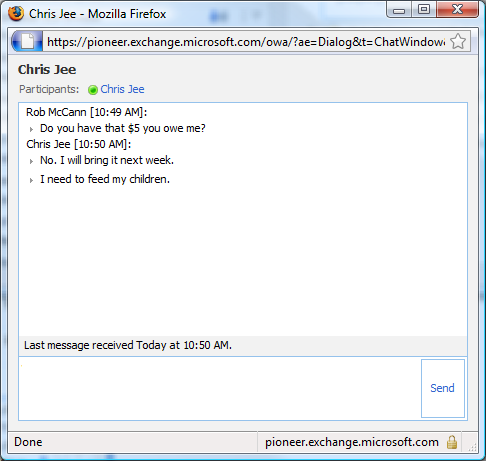 Chris Jee - Mozilla Firefox
https://pioneer.exchange.microsoft.com/owa/?ae=Dialog&t=ChatWindow
Chris Jee
Participants: Chris Jee
Rob McCann [10:49 AM]:
Do you have that $5 you owe me?
Chris Jee [10:50 AM]:
No. I will bring it next week.
I need to feed my children.
Last message received Today at 10:50 AM.
Send
Done pioneer.exchange.microsoft.com